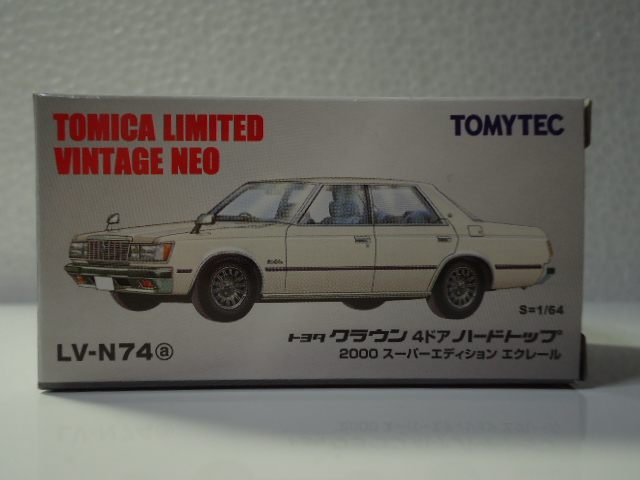 TOMICA LIMITED
VINTAGE NEO
TOMYTEC
S=1/64
LV-N74ⓐ
トヨタ クラウン 4ドア ハードトップ
2000 スーパーエディション エクレール